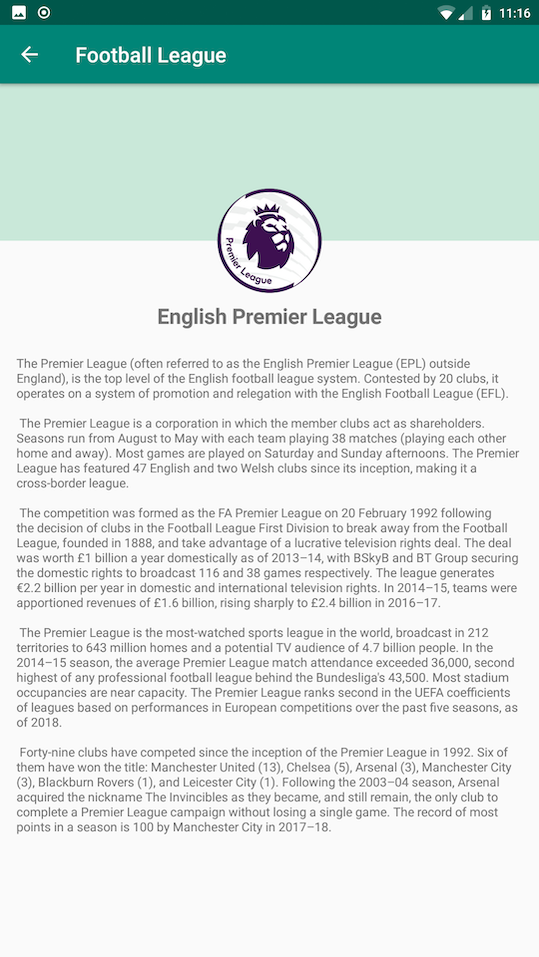 11:16
Football League
Premier League
English Premier League
The Premier League (often referred to as the English Premier League (EPL) outside
England), is the top level of the English football league system. Contested by 20 clubs, it
operates on a system of promotion and relegation with the English Football League (EFL).
The Premier League is a corporation in which the member clubs act as shareholders.
Seasons run from August to May with each team playing 38 matches (playing each other
home and away). Most games are played on Saturday and Sunday afternoons. The Premier
League has featured 47 English and two Welsh clubs since its inception, making it a
cross-border league.
The competition was formed as the FA Premier League on 20 February 1992 following
the decision of clubs in the Football League First Division to break away from the Football
League, founded in 1888, and take advantage of a lucrative television rights deal. The deal
was worth £1 billion a year domestically as of 2013–14, with BSkyB and BT Group securing
the domestic rights to broadcast 116 and 38 games respectively. The league generates
€2.2 billion per year in domestic and international television rights. In 2014–15, teams were
apportioned revenues of £1.6 billion, rising sharply to £2.4 billion in 2016–17.
The Premier League is the most-watched sports league in the world, broadcast in 212
territories to 643 million homes and a potential TV audience of 4.7 billion people. In the
2014–15 season, the average Premier League match attendance exceeded 36,000, second
highest of any professional football league behind the Bundesliga's 43,500. Most stadium
occupancies are near capacity. The Premier League ranks second in the UEFA coefficients
of leagues based on performances in European competitions over the past five seasons, as
of 2018.
Forty-nine clubs have competed since the inception of the Premier League in 1992. Six of
them have won the title: Manchester United (13), Chelsea (5), Arsenal (3), Manchester City
(3), Blackburn Rovers (1), and Leicester City (1). Following the 2003–04 season, Arsenal
acquired the nickname The Invincibles as they became, and still remain, the only club to
complete a Premier League campaign without losing a single game. The record of most
points in a season is 100 by Manchester City in 2017–18.